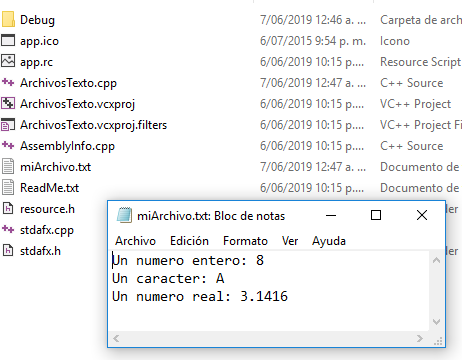 Debug 7/06/2019 12:46 a. ... Carpeta de arch
app.ico 6/07/2015 9:54 p. m. Icono
app.rc 6/06/2019 10:15 p.... Resource Script
ArchivosTexto.cpp 7/06/2019 12:47 a. ... C++ Source
ArchivosTexto.vcxproj 6/06/2019 10:15 p.... VC++ Project
ArchivosTexto.vcxproj.filters 6/06/2019 10:15 p.... VC++ Project Fi
AssemblyInfo.cpp 6/06/2019 10:15 p.... C++ Source
miArchivo.txt 7/06/2019 12:47 a. ... Documento de
ReadMe.txt 6/06/2019 10:15 p.... Documento de
resource.h
stdafx.cpp
stdafx.h
miArchivo.txt: Bloc de notas
Archivo Edición Formato Ver Ayuda
Un numero entero: 8
Un caracter: A
Un numero real: 3.1416